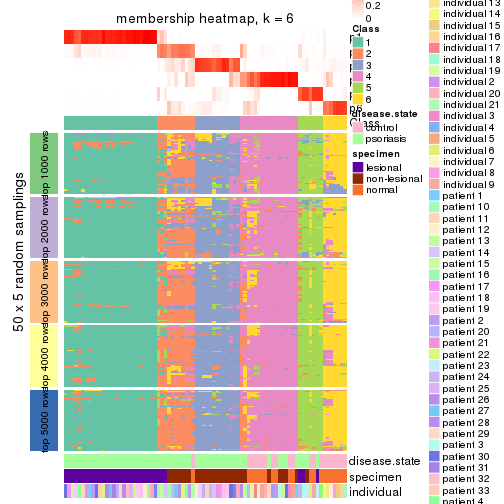 membership heatmap, k = 6
0.2
0
Class
1
2
3
4
5
6
disease.state
control
psoriasis
specimen
lesional
non-lesional
normal
p6
Class
50 x 5 random samplings
top 1000 rows
top 2000 rows
top 3000 rows
top 4000 rows
top 5000 rows
disease.state
specimen
individual
individual 13
individual 14
individual 15
individual 16
individual 17
individual 18
individual 19
individual 2
individual 20
individual 21
individual 3
individual 4
individual 5
individual 6
individual 7
individual 8
individual 9
patient 1
patient 10
patient 11
patient 12
patient 13
patient 14
patient 15
patient 16
patient 17
patient 18
patient 19
patient 2
patient 20
patient 21
patient 22
patient 23
patient 24
patient 25
patient 26
patient 27
patient 28
patient 29
patient 3
patient 30
patient 31
patient 32
patient 33
patient 4